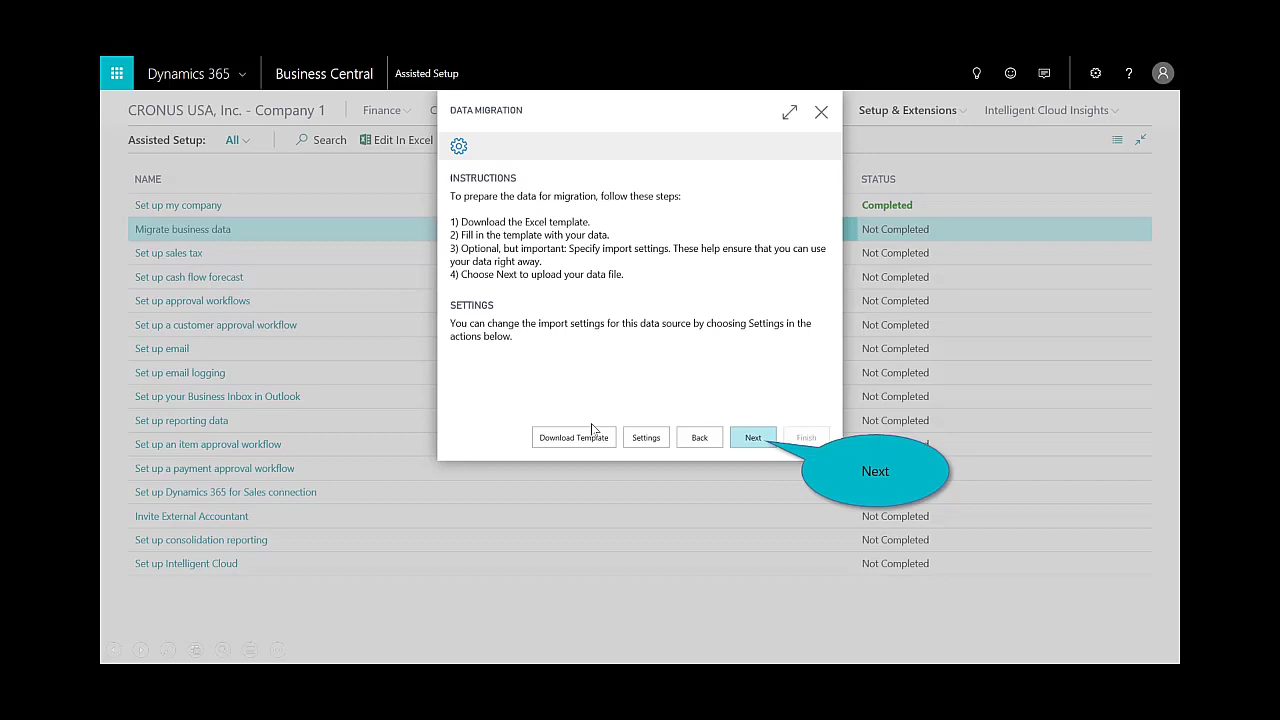 Dynamics 365
Business Central
Assisted Setup
?
CRONUS USA, Inc. - Company 1
Finance
Setup & Extensions
Intelligent Cloud Insights
Assisted Setup:
All
Search
Edit In Excel
NAME
STATUS
Set up my company
Completed
Migrate business data
Not Completed
Set up sales tax
Not Completed
Set up cash flow forecast
Not Completed
Set up approval workflows
Not Completed
Set up a customer approval workflow
Not Completed
Set up email
Not Completed
Set up email logging
Not Completed
Set up your Business Inbox in Outlook
Not Completed
Set up reporting data
Not Completed
Set up an item approval workflow
Set up a payment approval workflow
Set up Dynamics 365 for Sales connection
Invite External Accountant
Not Completed
Set up consolidation reporting
Not Completed
Set up Intelligent Cloud
Not Completed
DATA MIGRATION
INSTRUCTIONS
To prepare the data for migration, follow these steps:
1) Download the Excel template.
2) Fill in the template with your data.
3) Optional, but important: Specify import settings. These help ensure that you can use
your data right away.
4) Choose Next to upload your data file.
SETTINGS
You can change the import settings for this data source by choosing Settings in the
actions below.
Download Template
Settings
Back
Next
Finish
Next